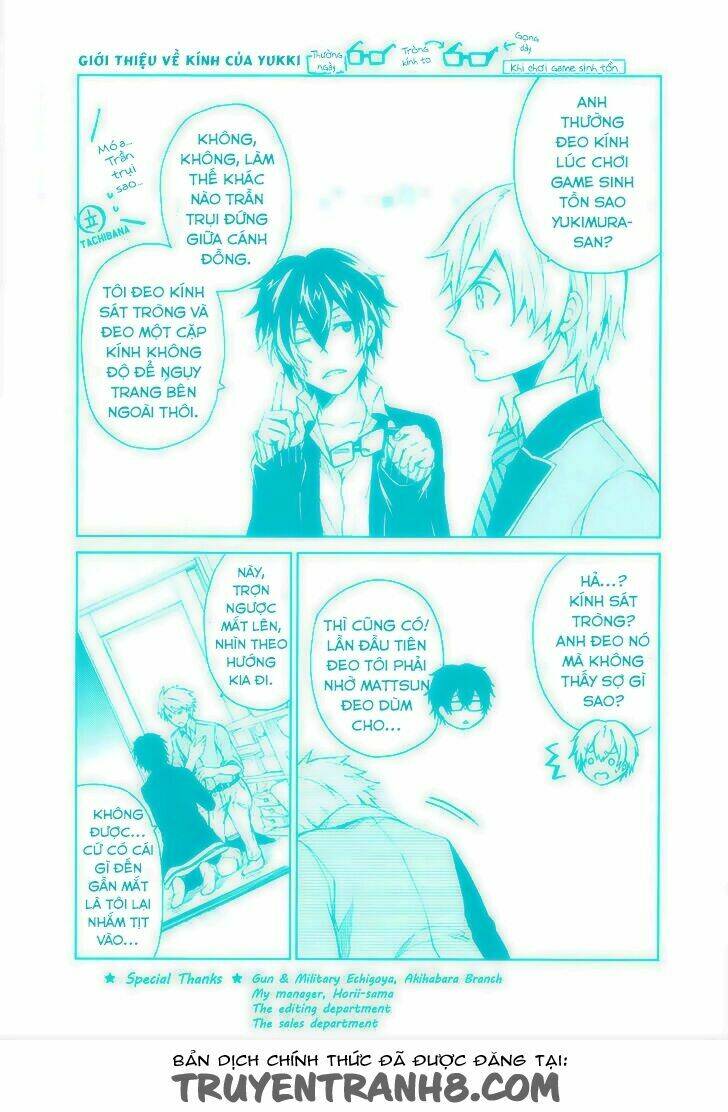 GIỚI THIỆU VỀ KÍNH CỦA YUKKI
Thường
ngày
Tròng
kính to
Gọng
dày
Khi chơi game sinh tồn
ANH
THƯỜNG
ĐEO KÍNH
LÚC CHƠI
GAME SINH
TỒN SAO
YUKIMURA-
SAN?
KHÔNG,
KHÔNG, LÀM
THẾ KHÁC
NÀO TRẦN
TRỤI ĐỨNG
GIỮA CÁNH
ĐỒNG.
Móa...
Trần
trụi
sao...
TACHIBANA
TÔI ĐEO KÍNH
SÁT TRÒNG VÀ
ĐEO MỘT CẶP
KÍNH KHÔNG
ĐỘ ĐỂ NGỤY
TRANG BÊN
NGOÀI THÔI.
HẢ...?
KÍNH SÁT
TRÒNG?
ANH ĐEO NÓ
MÀ KHÔNG
THẤY SỢ GÌ
SAO?
THÌ CŨNG CÓ!
LẦN ĐẦU TIÊN
ĐEO TÔI PHẢI
NHỜ MATTSUN
ĐEO DÙM
CHO...
NÀY,
TRỢN
NGƯỢC
MẮT LÊN,
NHÌN THEO
HƯỚNG
KIA ĐI.
KHÔNG
ĐƯỢC...
CỨ CÓ CÁI
GÌ ĐẾN
GẦN MẮT
LÀ TÔI LẠI
NHẮM TỊT
VÀO...
★ Special Thanks ★ Gun & Military Echigoya, Akihabara Branch
My manager, Horii-sama
The editing department
The sales department
BẢN DỊCH CHÍNH THỨC ĐÃ ĐƯỢC ĐĂNG TẠI:
TRUYENTRANH8.COM